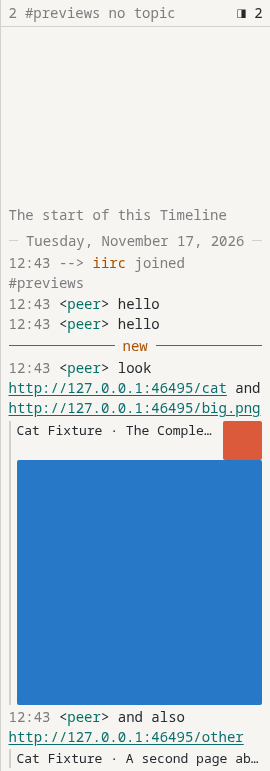 2 #previews no topic ◨ 2
The start of this Timeline
Tuesday, November 17, 2026
12:43 --> iirc joined
#previews
12:43 <peer> hello
12:43 <peer> hello
new
12:43 <peer> look
http://127.0.0.1:46495/cat and
http://127.0.0.1:46495/big.png
Cat Fixture · The Comple…
12:43 <peer> and also
http://127.0.0.1:46495/other
Cat Fixture · A second page ab…